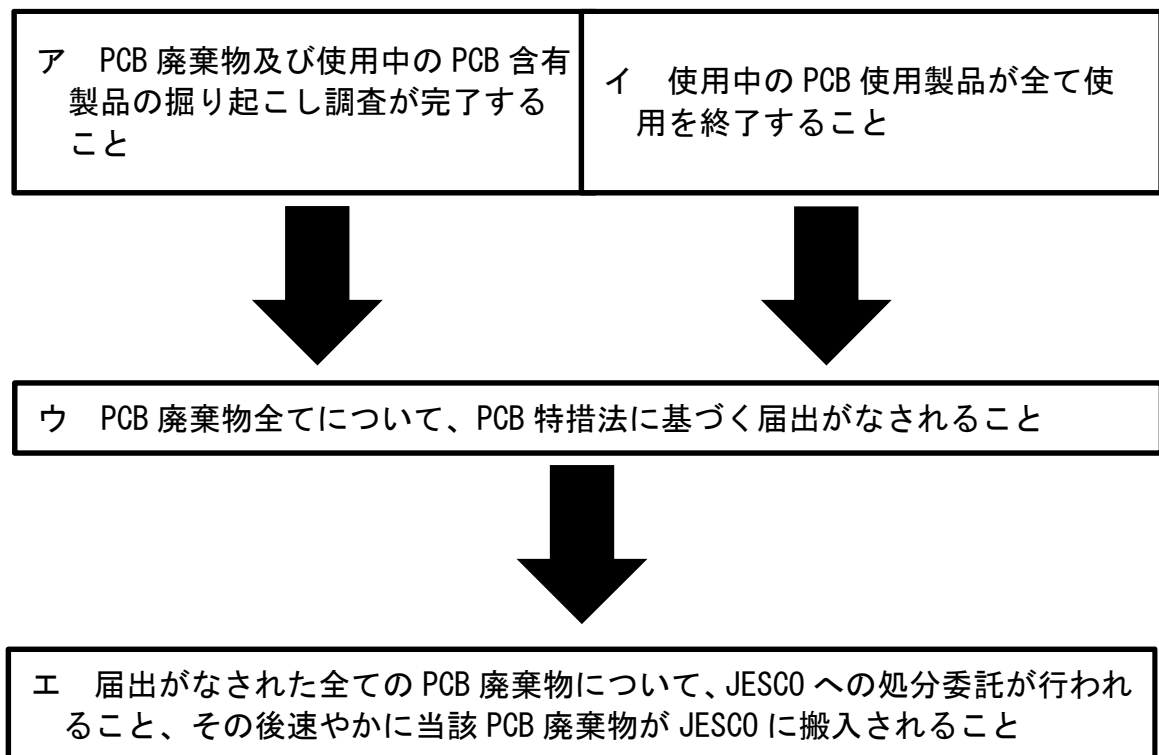 ア　PCB 廃棄物及び使用中の PCB 含有
製品の掘り起こし調査が完了する
こと
イ　使用中の PCB 使用製品が全て使
用を終了すること
ウ　PCB 廃棄物全てについて、PCB 特措法に基づく届出がなされること
エ　届出がなされた全ての PCB 廃棄物について、JESCO への処分委託が行われ
ること、その後速やかに当該 PCB 廃棄物が JESCO に搬入されること